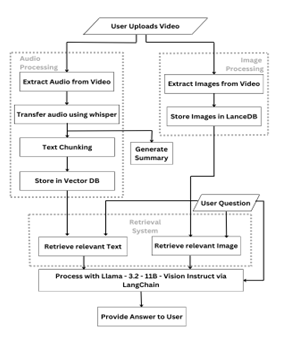 User Uploads Video
Audio
Processing
Image
Processing
Extract Audio from Video
Extract Images from Video
Transfer audio using whisper
Store Images in LanceDB
Text Chunking
Generate
Summary
Store in Vector DB
User Question
Retrieval
System
Retrieve relevant Text
Retrieve relevant Image
Process with Llama - 3.2 - 11B - Vision Instruct via
LangChain
Provide Answer to User